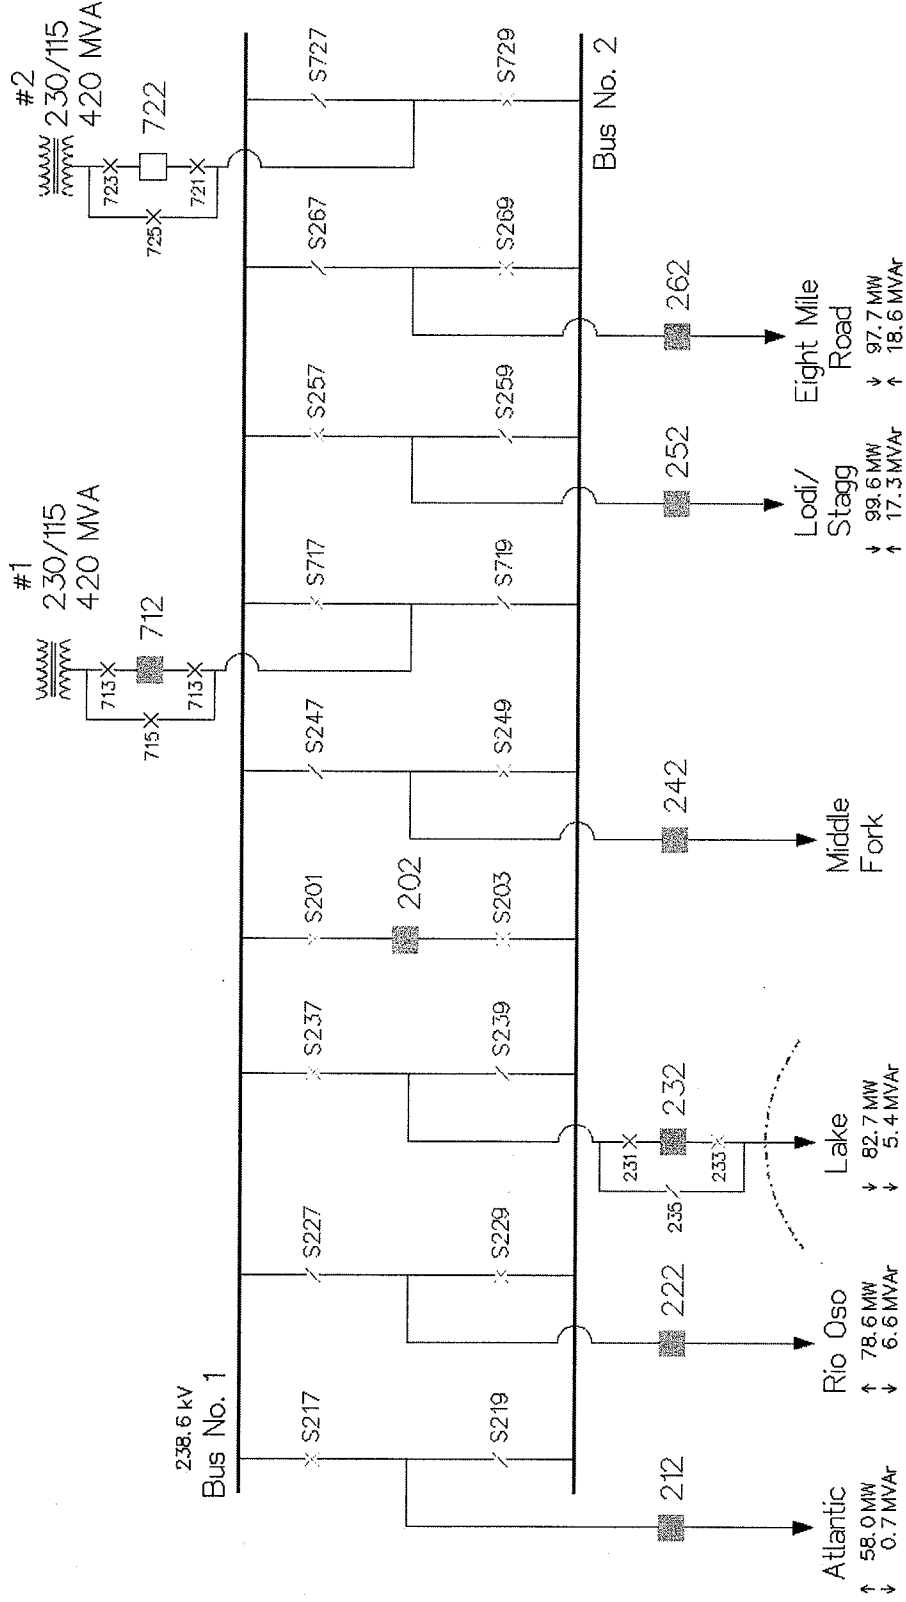 #1
230/115
420 MVA
#2
230/115
420 MVA
713
712
715
713
723
722
725
721
238.6 kV
Bus No. 1
S217
S227
S237
S201
S247
S717
S257
S267
S727
202
S219
S229
S239
S203
S249
S719
S259
S269
S729
Bus No. 2
231
235
233
212
222
232
242
252
262
Atlantic
↑ 58.0 MW
↓ 0.7 MVAr
Rio Oso
↑ 78.6 MW
↓ 6.6 MVAr
Lake
↓ 82.7 MW
↓ 5.4 MVAr
Middle
Fork
Lodi/
Stagg
↓ 99.6 MW
↑ 17.3 MVAr
Eight Mile
Road
↓ 97.7 MW
↑ 18.6 MVAr